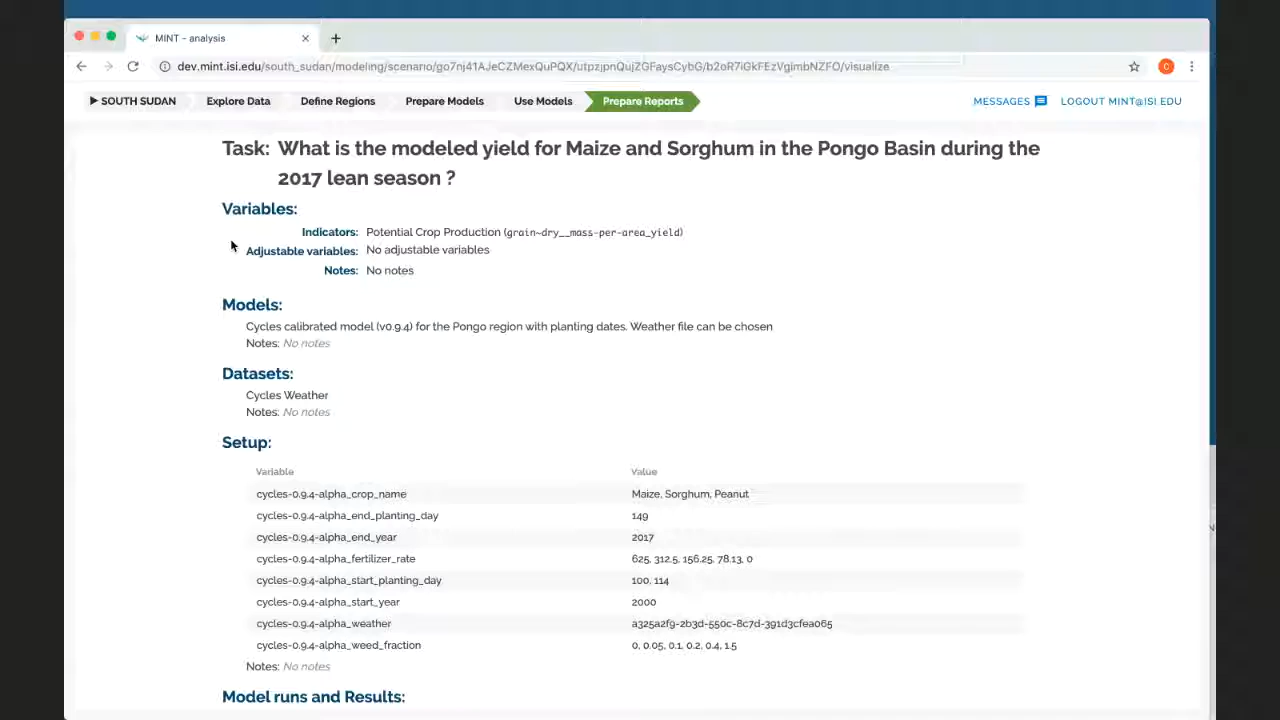 MINT - analysis
dev.mint.isi.edu/south_sudan/modeling/scenario/go7nj41AJeCZMexQuPQX/utpzjpnQujZGFaysCybG/b2oR7iGkFEzVgimbNZFO/visualize
C
SOUTH SUDAN Explore Data Define Regions Prepare Models Use Models Prepare Reports MESSAGES LOGOUT MINT@ISI.EDU
Task: What is the modeled yield for Maize and Sorghum in the Pongo Basin during the
2017 lean season ?
Variables:
Indicators: Potential Crop Production (grain~dry__mass-per-area_yield)
Adjustable variables: No adjustable variables
Notes: No notes
Models:
Cycles calibrated model (v0.9.4) for the Pongo region with planting dates. Weather file can be chosen
Notes: No notes
Datasets:
Cycles Weather
Notes: No notes
Setup:
Variable Value
cycles-0.9.4-alpha_crop_name Maize, Sorghum, Peanut
cycles-0.9.4-alpha_end_planting_day 149
cycles-0.9.4-alpha_end_year 2017
cycles-0.9.4-alpha_fertilizer_rate 625, 312.5, 156.25, 78.13, 0
cycles-0.9.4-alpha_start_planting_day 100, 114
cycles-0.9.4-alpha_start_year 2000
cycles-0.9.4-alpha_weather a325a2f9-2b3d-550c-8c7d-391d3cfea065
cycles-0.9.4-alpha_weed_fraction 0, 0.05, 0.1, 0.2, 0.4, 1.5
Notes: No notes
Model runs and Results: